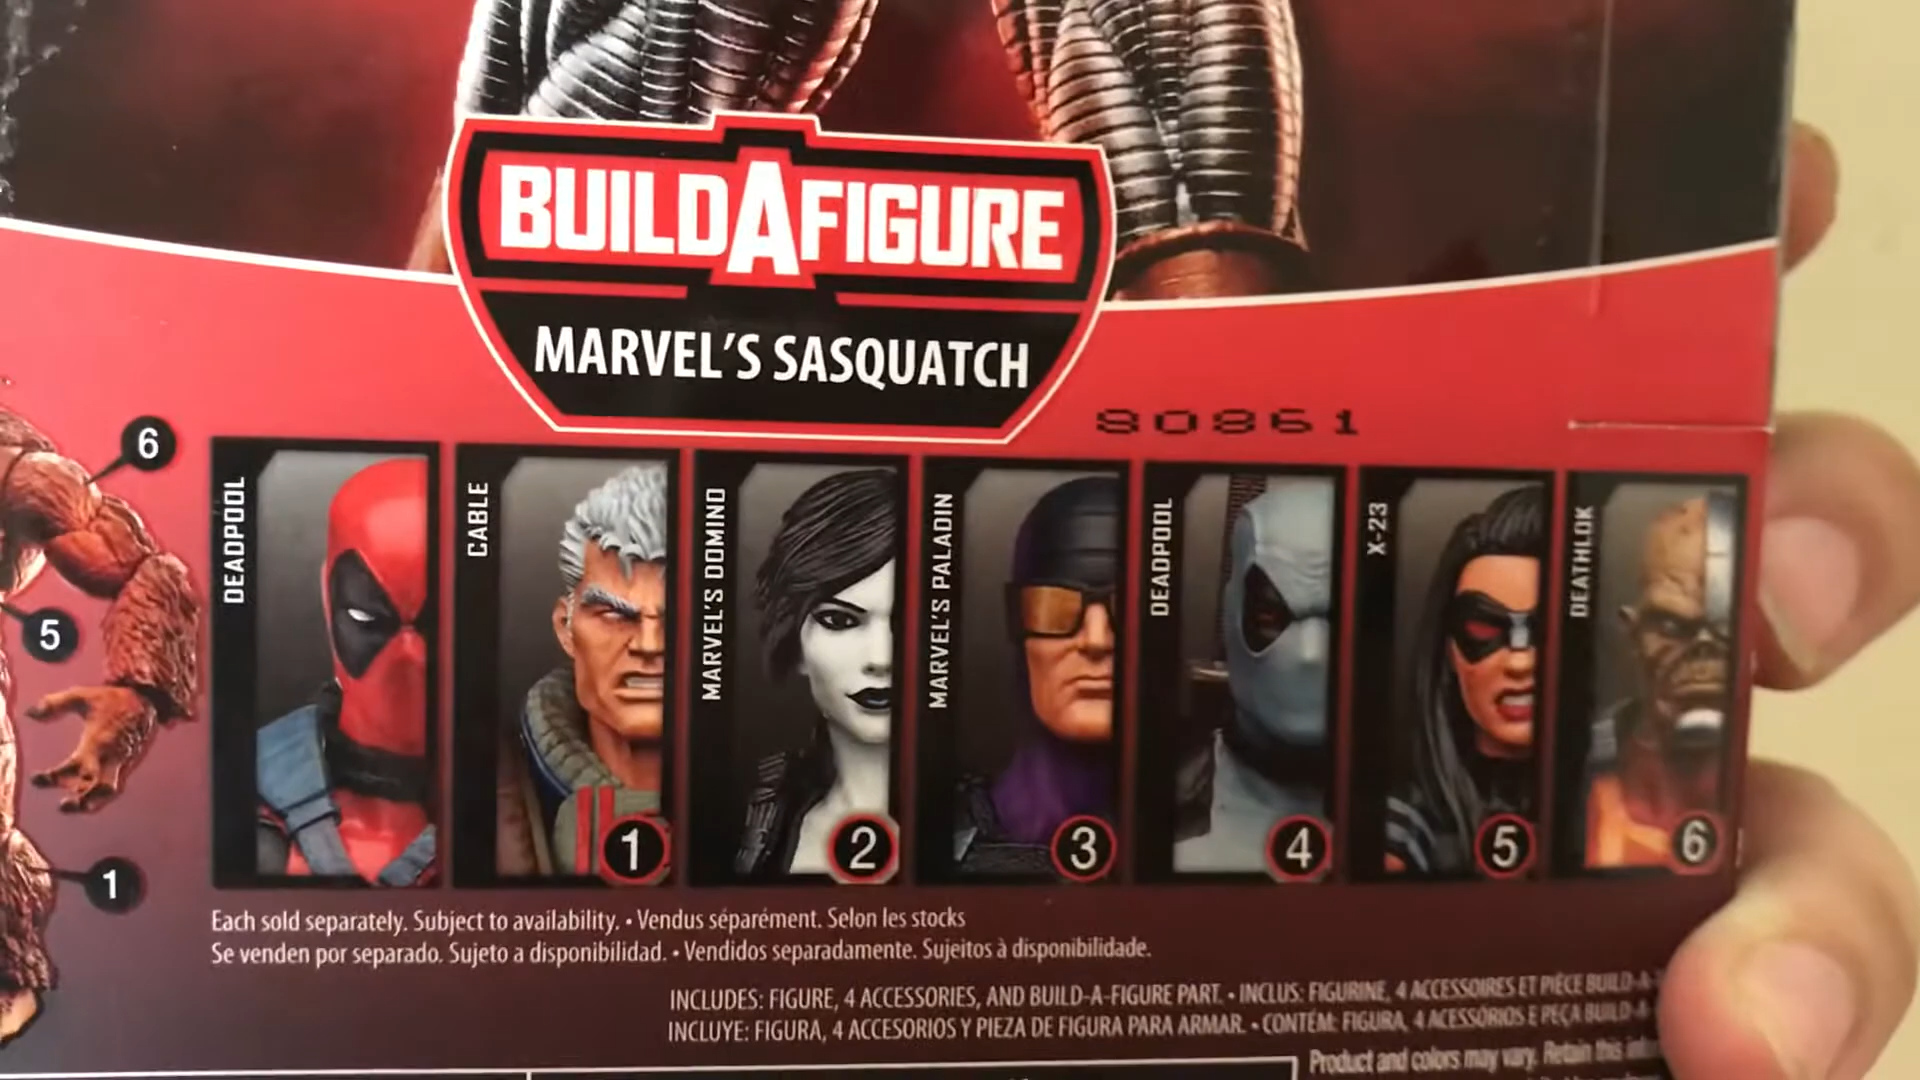 BUILDAFIGURE
MARVEL'S SASQUATCH
80861
6
5
1
DEADPOOL
CABLE
1
MARVEL'S DOMINO
2
MARVEL'S PALADIN
3
DEADPOOL
4
X-23
5
DEATHLOK
6
Each sold separately. Subject to availability. • Vendus séparément. Selon les stocks
Se venden por separado. Sujeto a disponibilidad. • Vendidos separadamente. Sujeitos à disponibilidade.
INCLUDES: FIGURE, 4 ACCESSORIES, AND BUILD-A-FIGURE PART. • INCLUS: FIGURINE, 4 ACCESSOIRES ET PIÈCE BUILD-A-
INCLUYE: FIGURA, 4 ACCESORIOS Y PIEZA DE FIGURA PARA ARMAR. • CONTÉM: FIGURA, 4 ACESSÓRIOS E PEÇA BUILD-A-
Product and colors may vary. Retain this